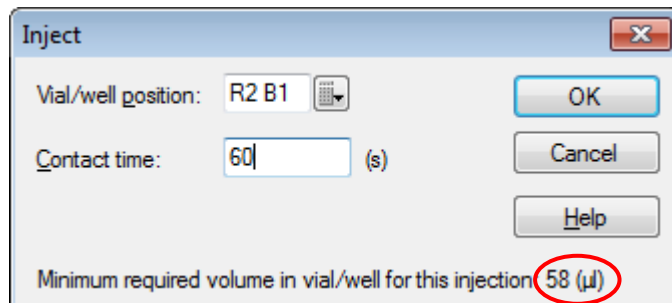 Inject
Vial/well position: R2 B1
OK
Contact time: 60 (s)
Cancel
Help
Minimum required volume in vial/well for this injection 58 (µl)